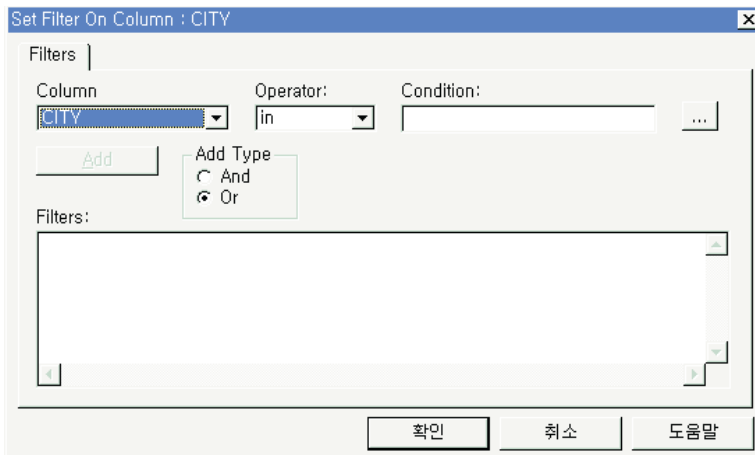 Set Filter On Column : CITY
Filters
Column Operator: Condition:
CITY in ...
Add
Add Type
And
Or
Filters:
확인 취소 도움말